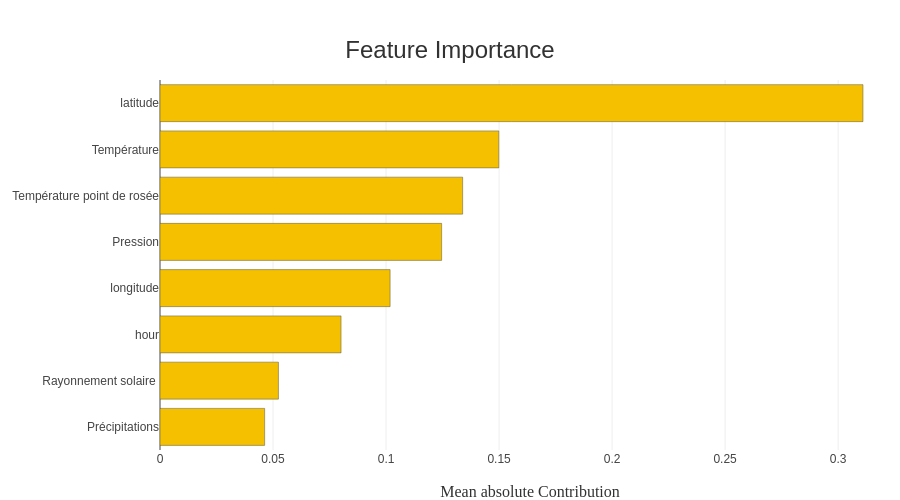 Feature Importance
latitude
Température
Température point de rosée
Pression
longitude
hour
Rayonnement solaire
Précipitations
0 0.05 0.1 0.15 0.2 0.25 0.3
Mean absolute Contribution